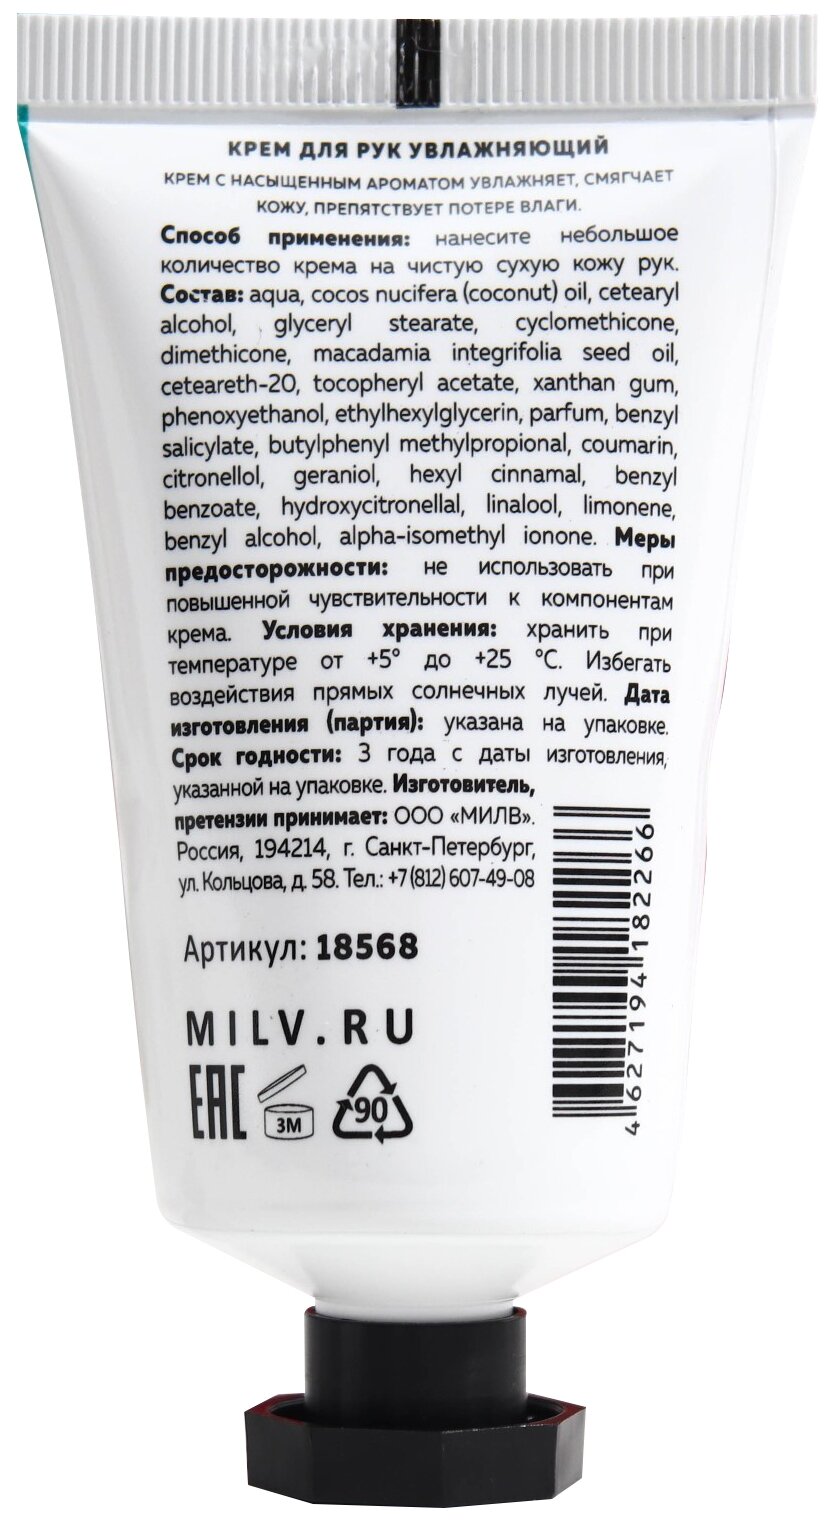 КРЕМ ДЛЯ РУК УВЛАЖНЯЮЩИЙ
КРЕМ С НАСЫЩЕННЫМ АРОМАТОМ УВЛАЖНЯЕТ, СМЯГЧАЕТ
КОЖУ, ПРЕПЯТСТВУЕТ ПОТЕРЕ ВЛАГИ.
Способ применения: нанесите небольшое
количество крема на чистую сухую кожу рук.
Состав: aqua, cocos nucifera (coconut) oil, cetearyl
alcohol, glyceryl stearate, cyclomethicone,
dimethicone, macadamia integrifolia seed oil,
ceteareth-20, tocopheryl acetate, xanthan gum,
phenoxyethanol, ethylhexylglycerin, parfum, benzyl
salicylate, butylphenyl methylpropional, coumarin,
citronellol, geraniol, hexyl cinnamal, benzyl
benzoate, hydroxycitronellal, linalool, limonene,
benzyl alcohol, alpha-isomethyl ionone. Меры
предосторожности: не использовать при
повышенной чувствительности к компонентам
крема. Условия хранения: хранить при
температуре от +5° до +25 °С. Избегать
воздействия прямых солнечных лучей. Дата
изготовления (партия): указана на упаковке.
Срок годности: 3 года с даты изготовления,
указанной на упаковке. Изготовитель,
претензии принимает: ООО «МИЛВ».
Россия, 194214, г. Санкт-Петербург,
ул. Кольцова, д. 58. Тел.: +7 (812) 607-49-08
Артикул: 18568
MILV.RU
EAC
3M
90
4 627194 182266